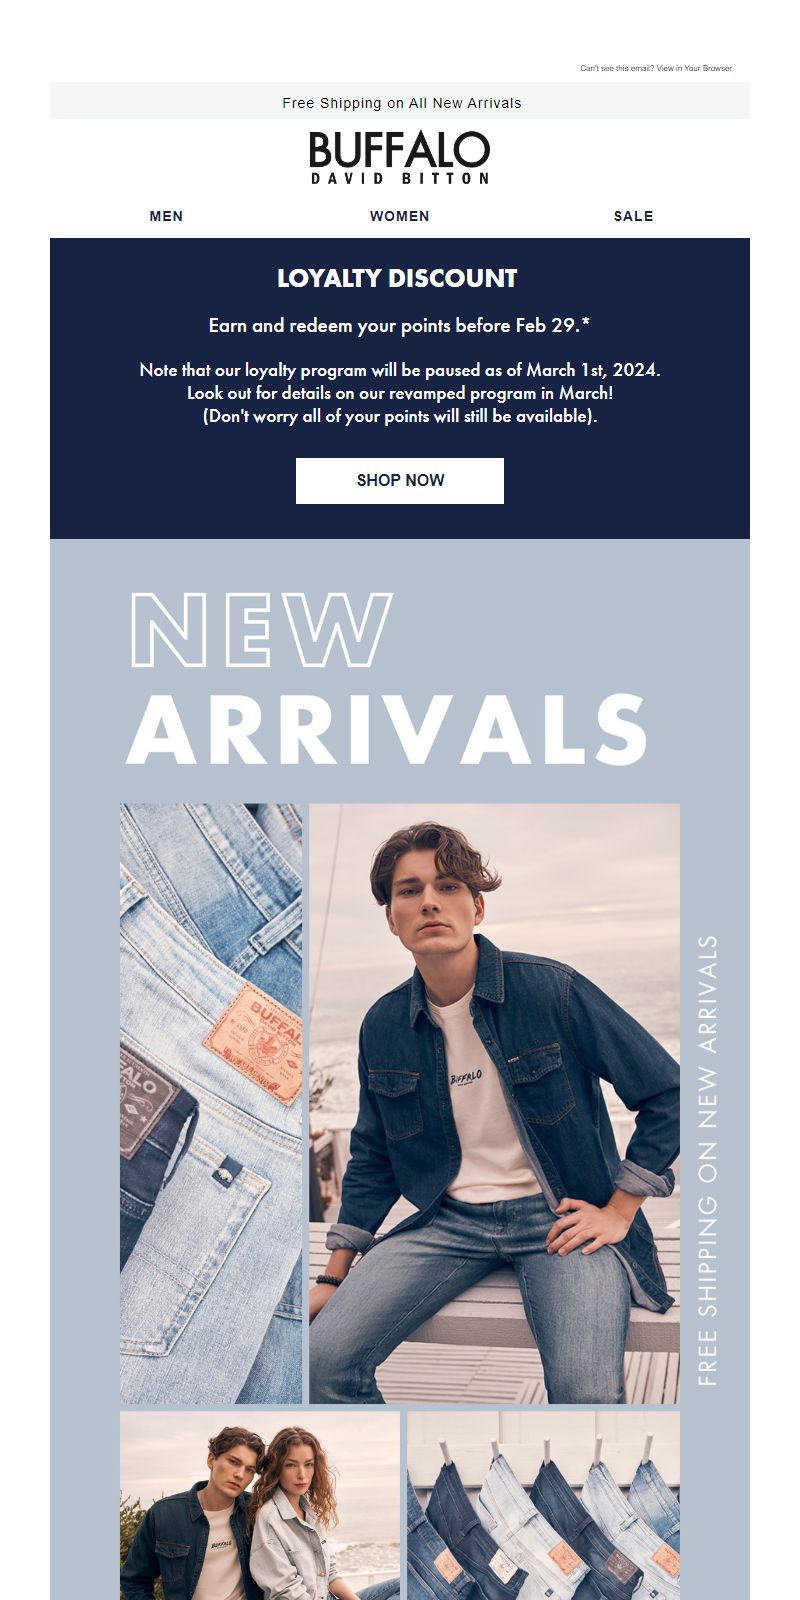 Can't see this email? View in Your Browser
Free Shipping on All New Arrivals
BUFFALO
DAVID BITTON
MEN WOMEN SALE
LOYALTY DISCOUNT
Earn and redeem your points before Feb 29.*
Note that our loyalty program will be paused as of March 1st, 2024.
Look out for details on our revamped program in March!
(Don't worry all of your points will still be available).
SHOP NOW
NEW
ARRIVALS
BUFFALO
FREE SHIPPING ON NEW ARRIVALS
BUFFALO